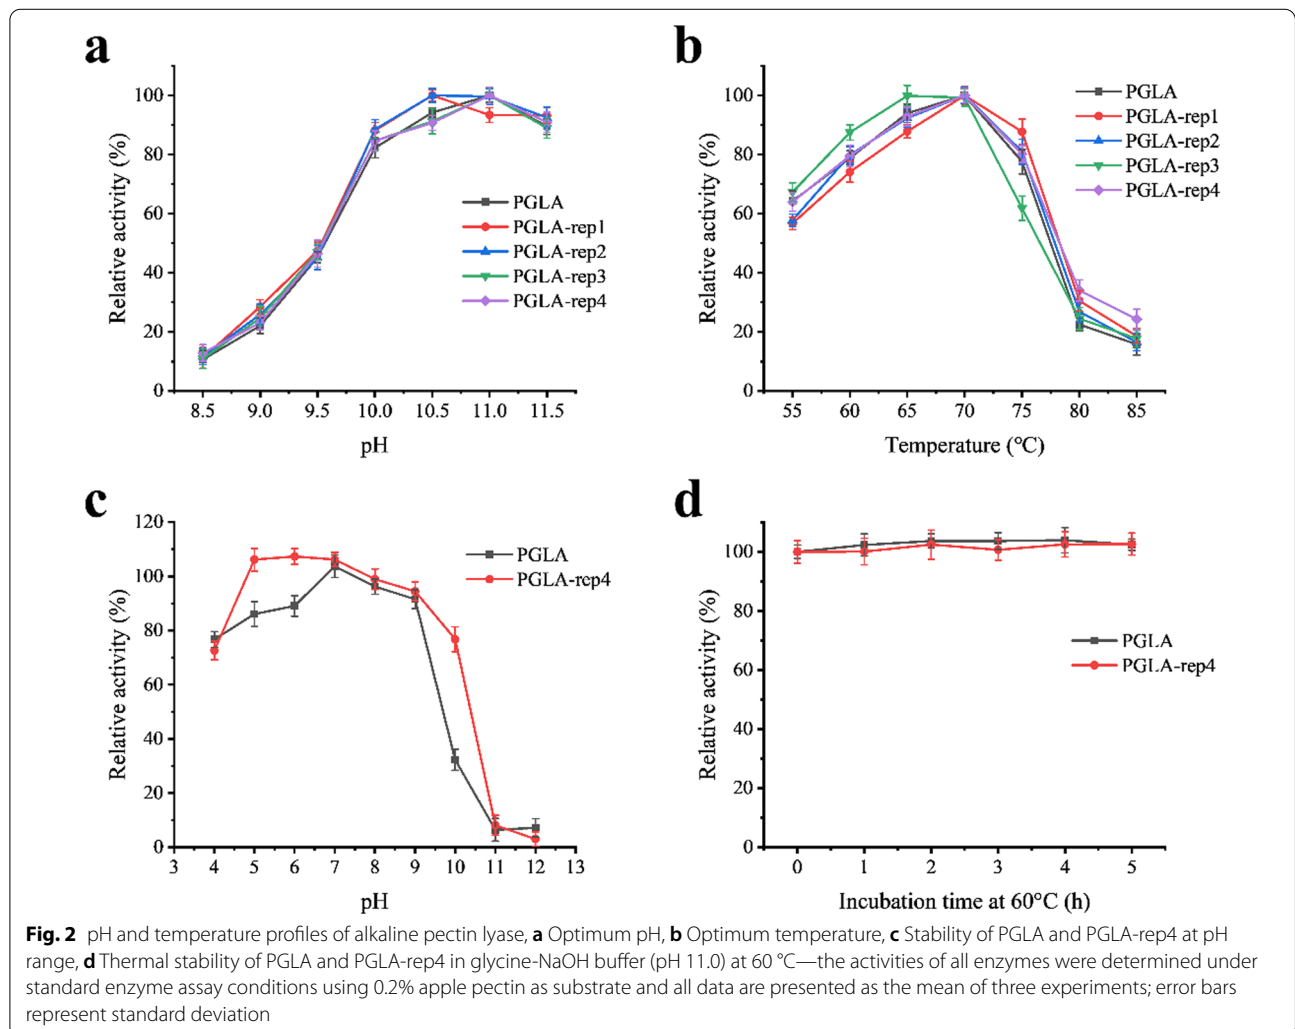 a
Relative activity (%)
100
80
60
40
20
0
PGLA
PGLA-rep1
PGLA-rep2
PGLA-rep3
PGLA-rep4
8.5 9.0 9.5 10.0 10.5 11.0 11.5
pH
b
Relative activity (%)
100
80
60
40
20
0
PGLA
PGLA-rep1
PGLA-rep2
PGLA-rep3
PGLA-rep4
55 60 65 70 75 80 85
Temperature (°C)
c
Relative activity (%)
120
100
80
60
40
20
0
PGLA
PGLA-rep4
3 4 5 6 7 8 9 10 11 12 13
pH
d
Relative activity (%)
100
80
60
40
20
0
PGLA
PGLA-rep4
0 1 2 3 4 5
Incubation time at 60°C (h)
Fig. 2 pH and temperature profiles of alkaline pectin lyase, a Optimum pH, b Optimum temperature, c Stability of PGLA and PGLA-rep4 at pH
range, d Thermal stability of PGLA and PGLA-rep4 in glycine-NaOH buffer (pH 11.0) at 60 °C—the activities of all enzymes were determined under
standard enzyme assay conditions using 0.2% apple pectin as substrate and all data are presented as the mean of three experiments; error bars
represent standard deviation